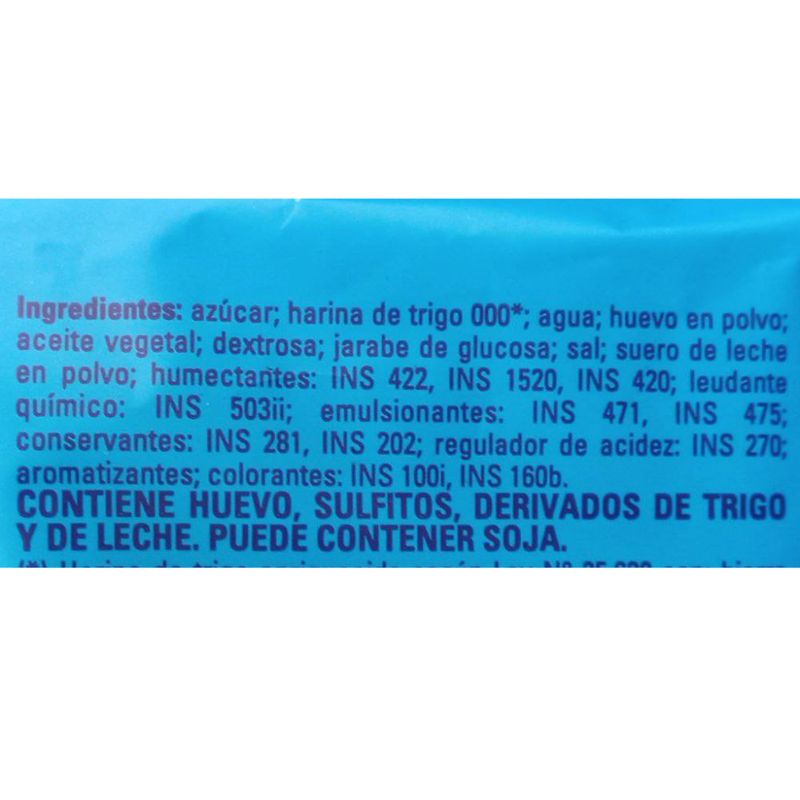 Ingredientes: azúcar; harina de trigo 000*; agua; huevo en polvo;
aceite vegetal; dextrosa; jarabe de glucosa; sal; suero de leche
en polvo; humectantes: INS 422, INS 1520, INS 420; leudante
químico: INS 503ii; emulsionantes: INS 471, INS 475;
conservantes: INS 281, INS 202; regulador de acidez: INS 270;
aromatizantes; colorantes: INS 100i, INS 160b.
CONTIENE HUEVO, SULFITOS, DERIVADOS DE TRIGO
Y DE LECHE. PUEDE CONTENER SOJA.